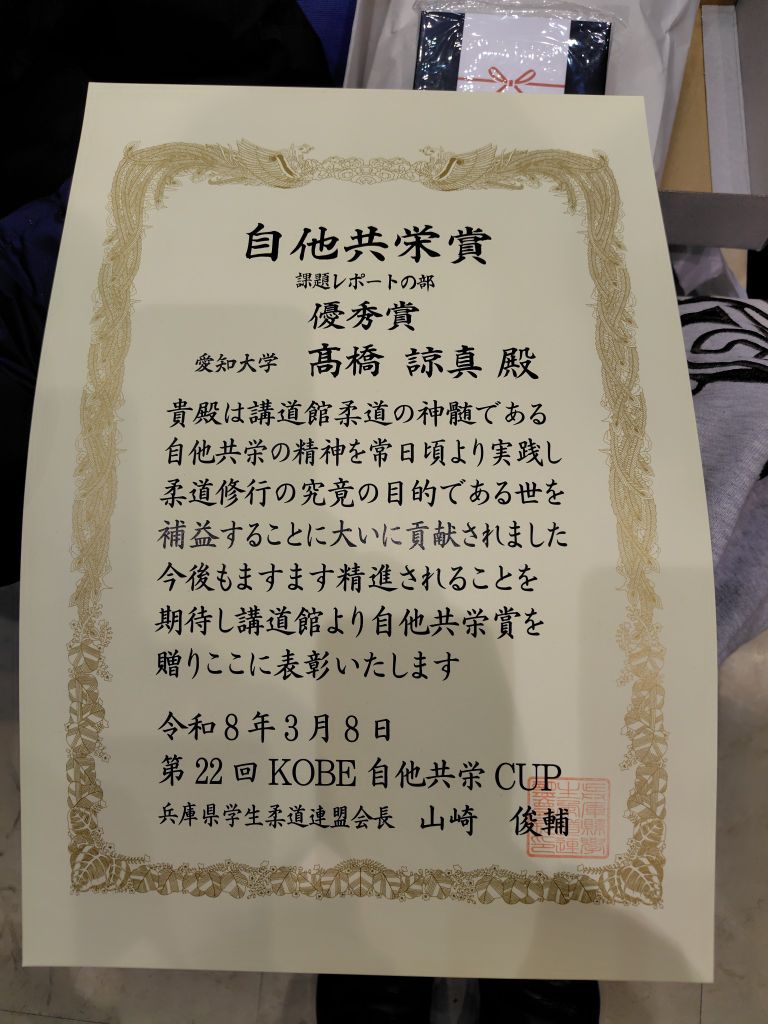 自他共栄賞
課題レポートの部
優秀賞
愛知大学 髙橋 諒真 殿
貴殿は講道館柔道の神髄である
自他共栄の精神を常日頃より実践し
柔道修行の究竟の目的である世を
補益することに大いに貢献されました
今後もますます精進されることを
期待し講道館より自他共栄賞を
贈りここに表彰いたします
令和8年3月8日
第22回 KOBE 自他共栄 CUP
兵庫県学生柔道連盟会長 山崎 俊輔